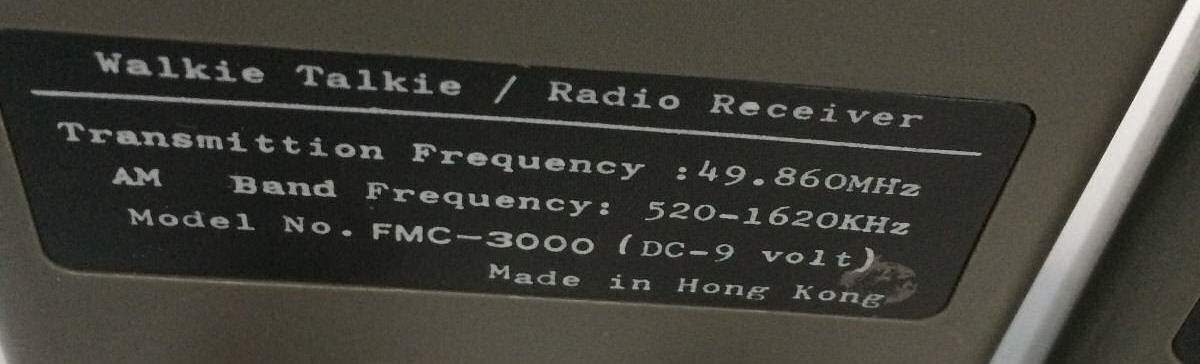 Walkie Talkie / Radio Receiver
Transmittion Frequency :49.860MHz
AM Band Frequency: 520-1620KHz
Model No. FMC-3000 (DC-9 volt)
Made in Hong Kong